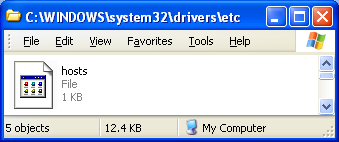 C:\WINDOWS\system32\drivers\etc
File Edit View Favorites Tools Help
hosts
File
1 KB
5 objects 12.4 KB My Computer